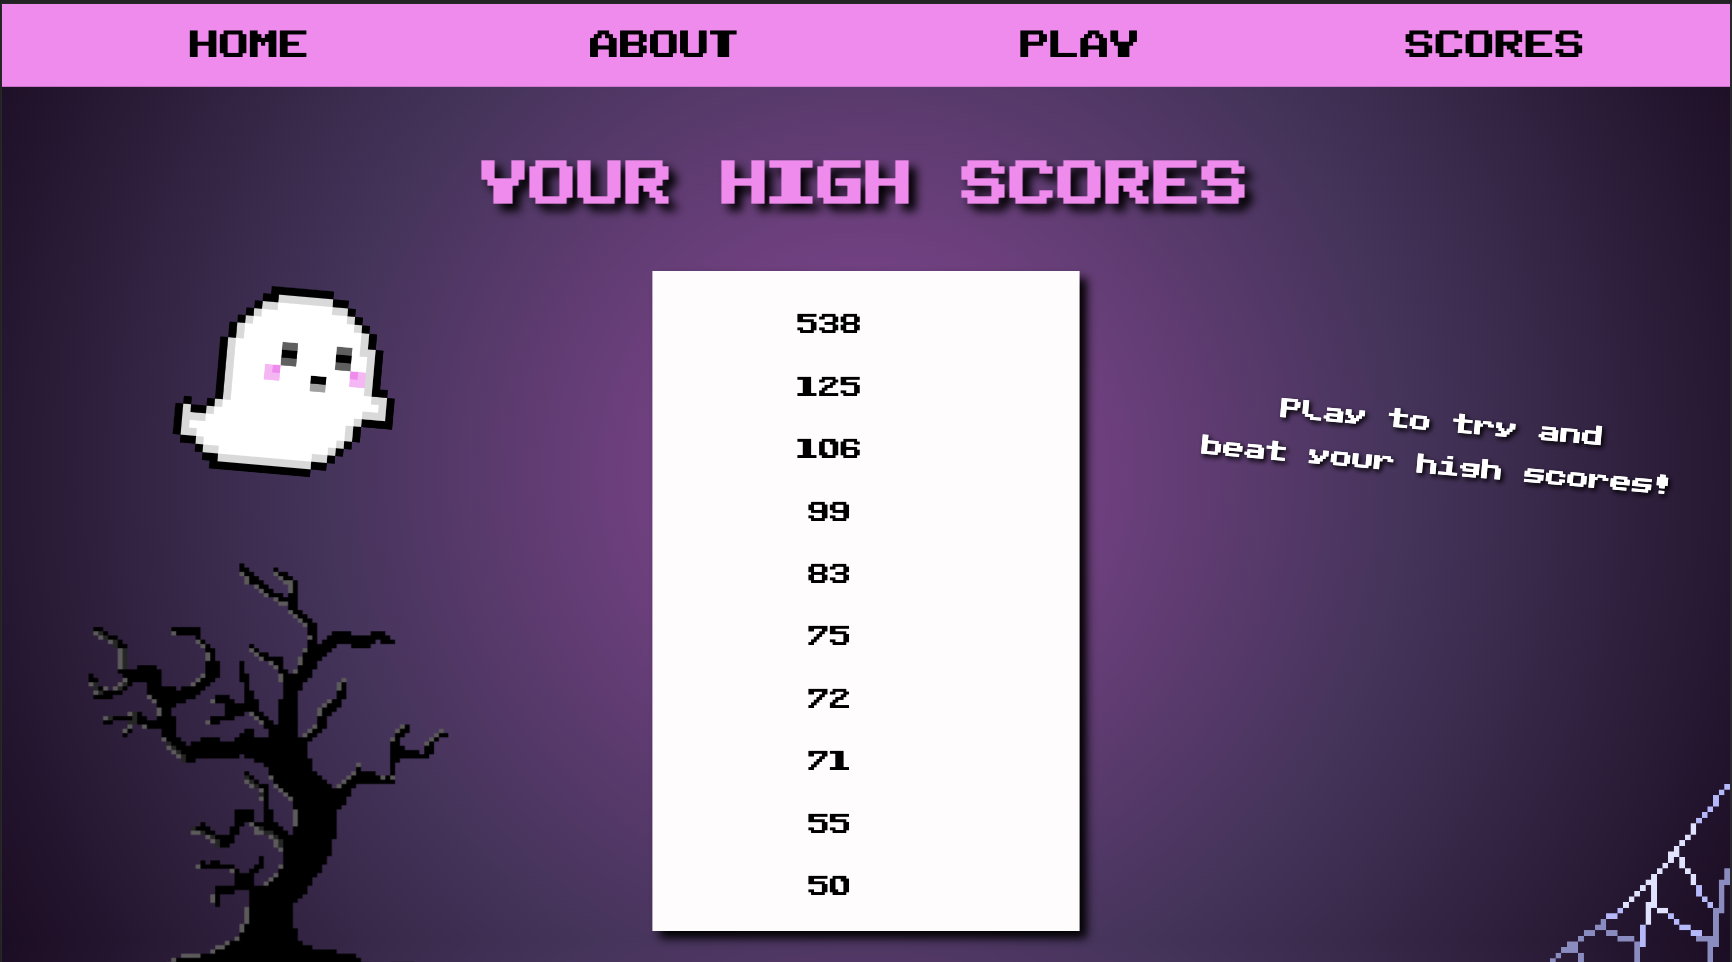 HOME ABOUT PLAY SCORES
YOUR HIGH SCORES
538
125
106
99
83
75
72
71
55
50
Play to try and
beat your high scores!